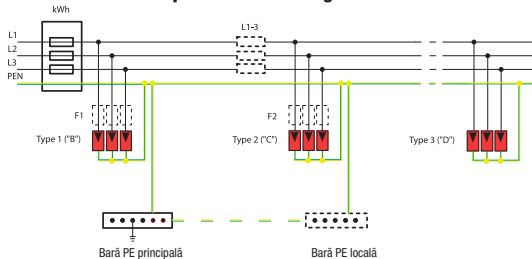 kWh
L1-3
L1
L2
L3
PEN
F1
F2
Type 1 ("B")
Type 2 ("C")
Type 3 ("D")
Bară PE principală
Bară PE locală